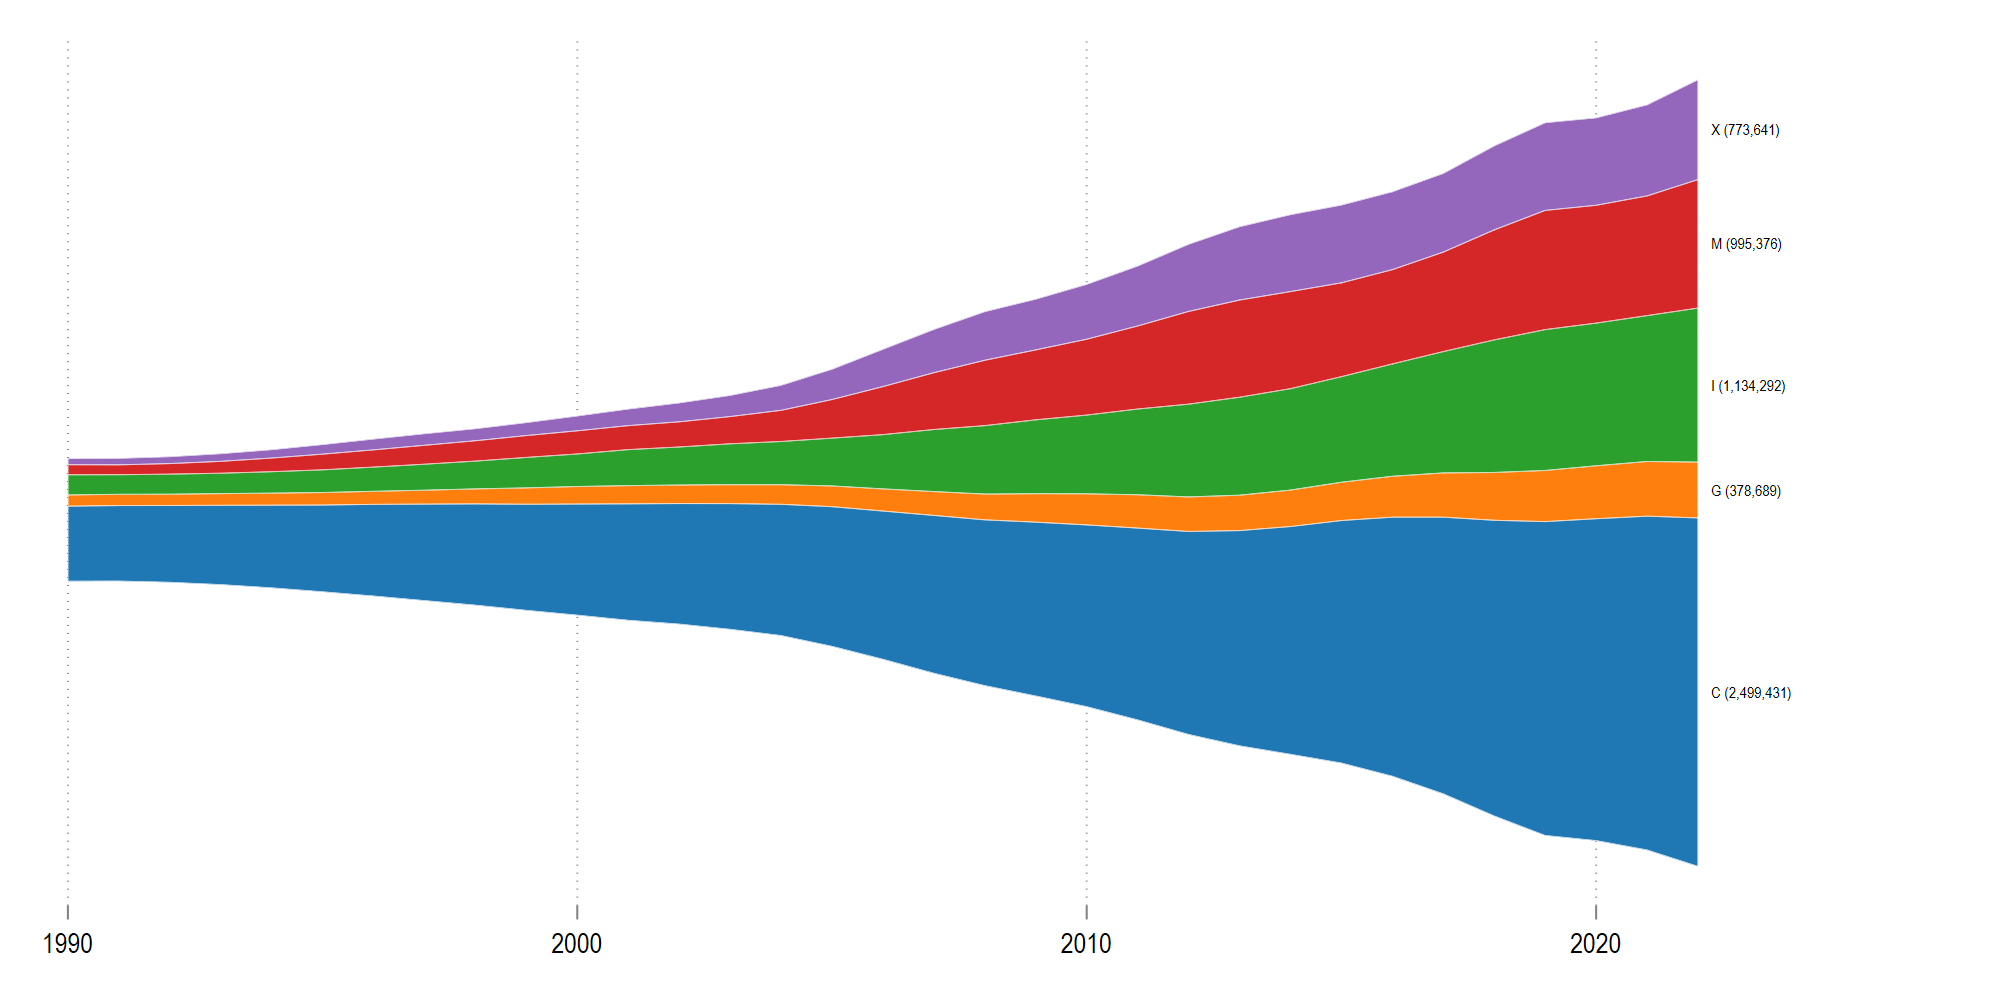 X (773,641)
M (995,376)
I (1,134,292)
G (378,689)
C (2,499,431)
1990 2000 2010 2020